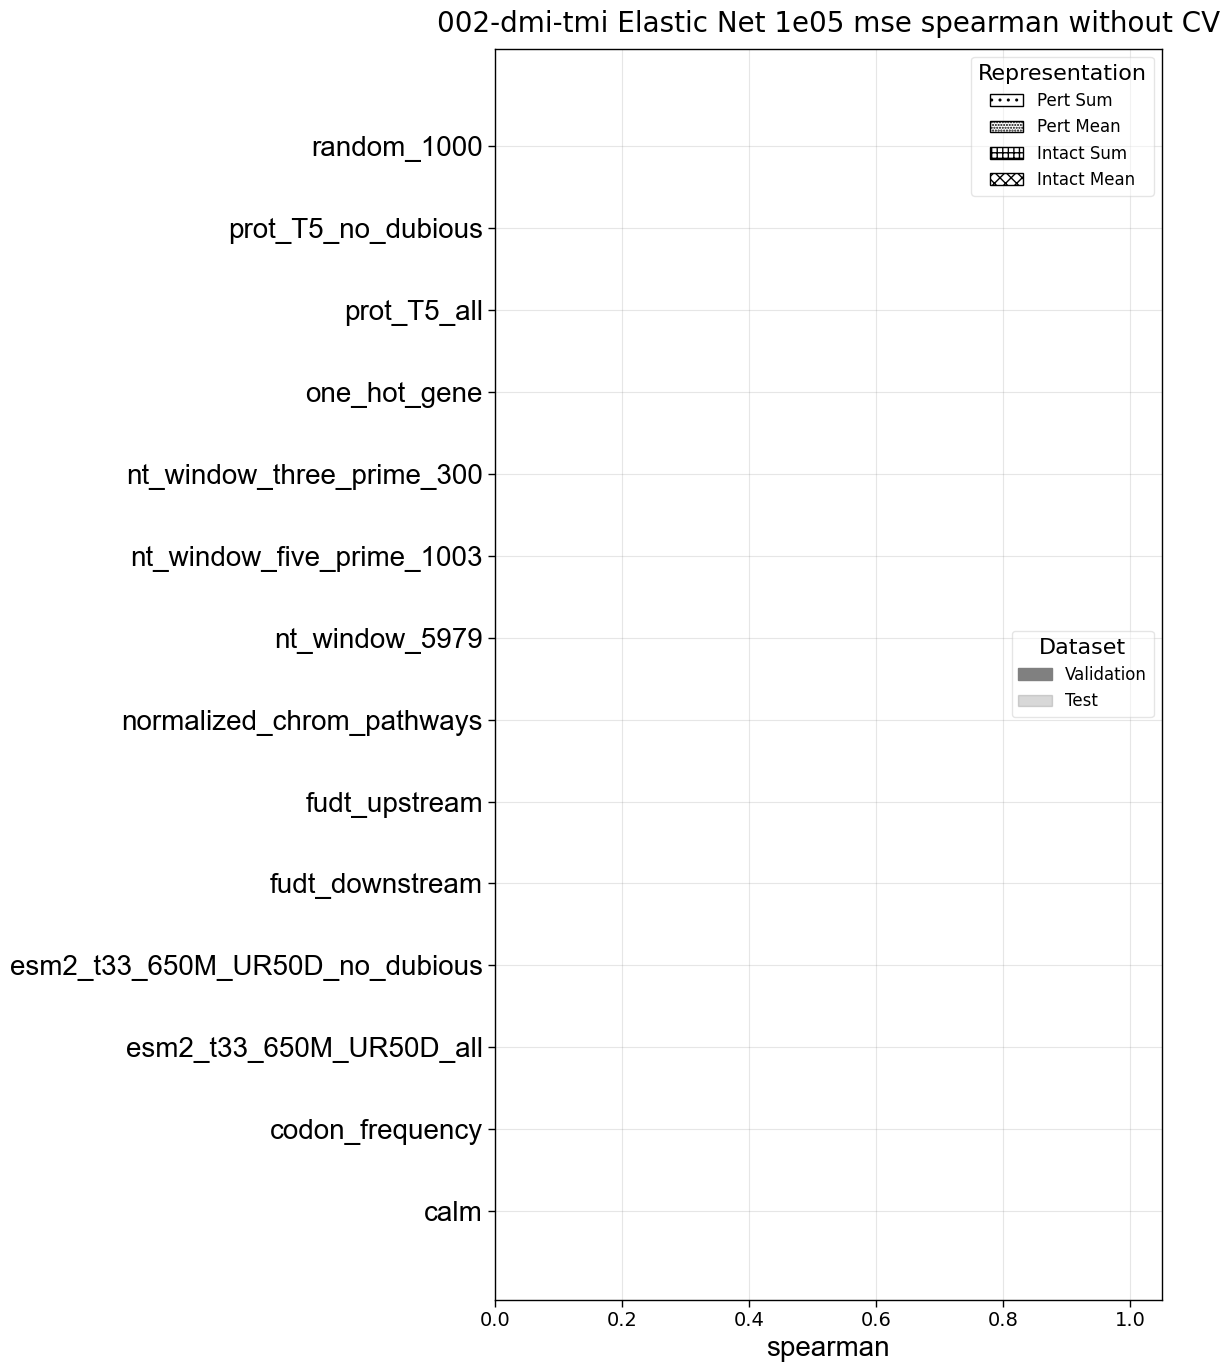 002-dmi-tmi Elastic Net 1e05 mse spearman without CV
Representation
Pert Sum
Pert Mean
Intact Sum
Intact Mean
random_1000
prot_T5_no_dubious
prot_T5_all
one_hot_gene
nt_window_three_prime_300
nt_window_five_prime_1003
nt_window_5979
Dataset
Validation
Test
normalized_chrom_pathways
fudt_upstream
fudt_downstream
esm2_t33_650M_UR50D_no_dubious
esm2_t33_650M_UR50D_all
codon_frequency
calm
0.0 0.2 0.4 0.6 0.8 1.0
spearman